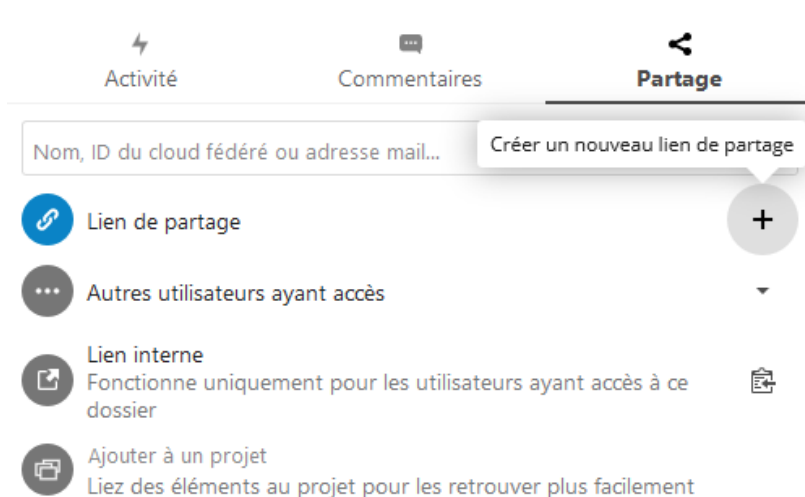 Activité
Commentaires
Partage
Nom, ID du cloud fédéré ou adresse mail...
Créer un nouveau lien de partage
Lien de partage
Autres utilisateurs ayant accès
Lien interne
Fonctionne uniquement pour les utilisateurs ayant accès à ce
dossier
Ajouter à un projet
Liez des éléments au projet pour les retrouver plus facilement